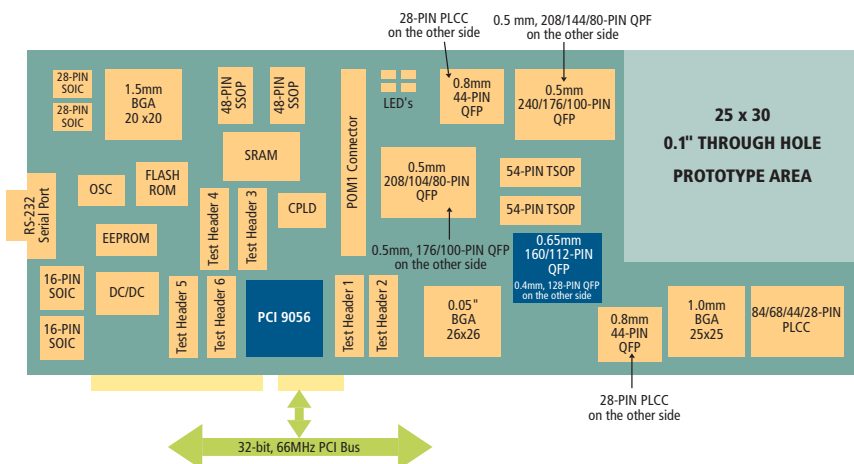 28-PIN PLCC
on the other side
0.5 mm, 208/144/80-PIN QPF
on the other side
28-PIN
SOIC
28-PIN
SOIC
1.5mm
BGA
20 x20
48-PIN
SSOP
48-PIN
SSOP
LED's
0.8mm
44-PIN
QFP
0.5mm
240/176/100-PIN
QFP
25 x 30
0.1" THROUGH HOLE
PROTOTYPE AREA
SRAM
POM1 Connector
0.5mm
208/104/80-PIN
QFP
54-PIN TSOP
54-PIN TSOP
RS-232
Serial Port
OSC
FLASH
ROM
Test Header 4
Test Header 3
CPLD
EEPROM
0.5mm, 176/100-PIN QFP
on the other side
0.65mm
160/112-PIN
QFP
0.4mm, 128-PIN QFP
on the other side
16-PIN
SOIC
16-PIN
SOIC
DC/DC
Test Header 5
Test Header 6
PCI 9056
Test Header 1
Test Header 2
0.05"
BGA
26x26
0.8mm
44-PIN
QFP
1.0mm
BGA
25x25
84/68/44/28-PIN
PLCC
28-PIN PLCC
on the other side
32-bit, 66MHz PCI Bus